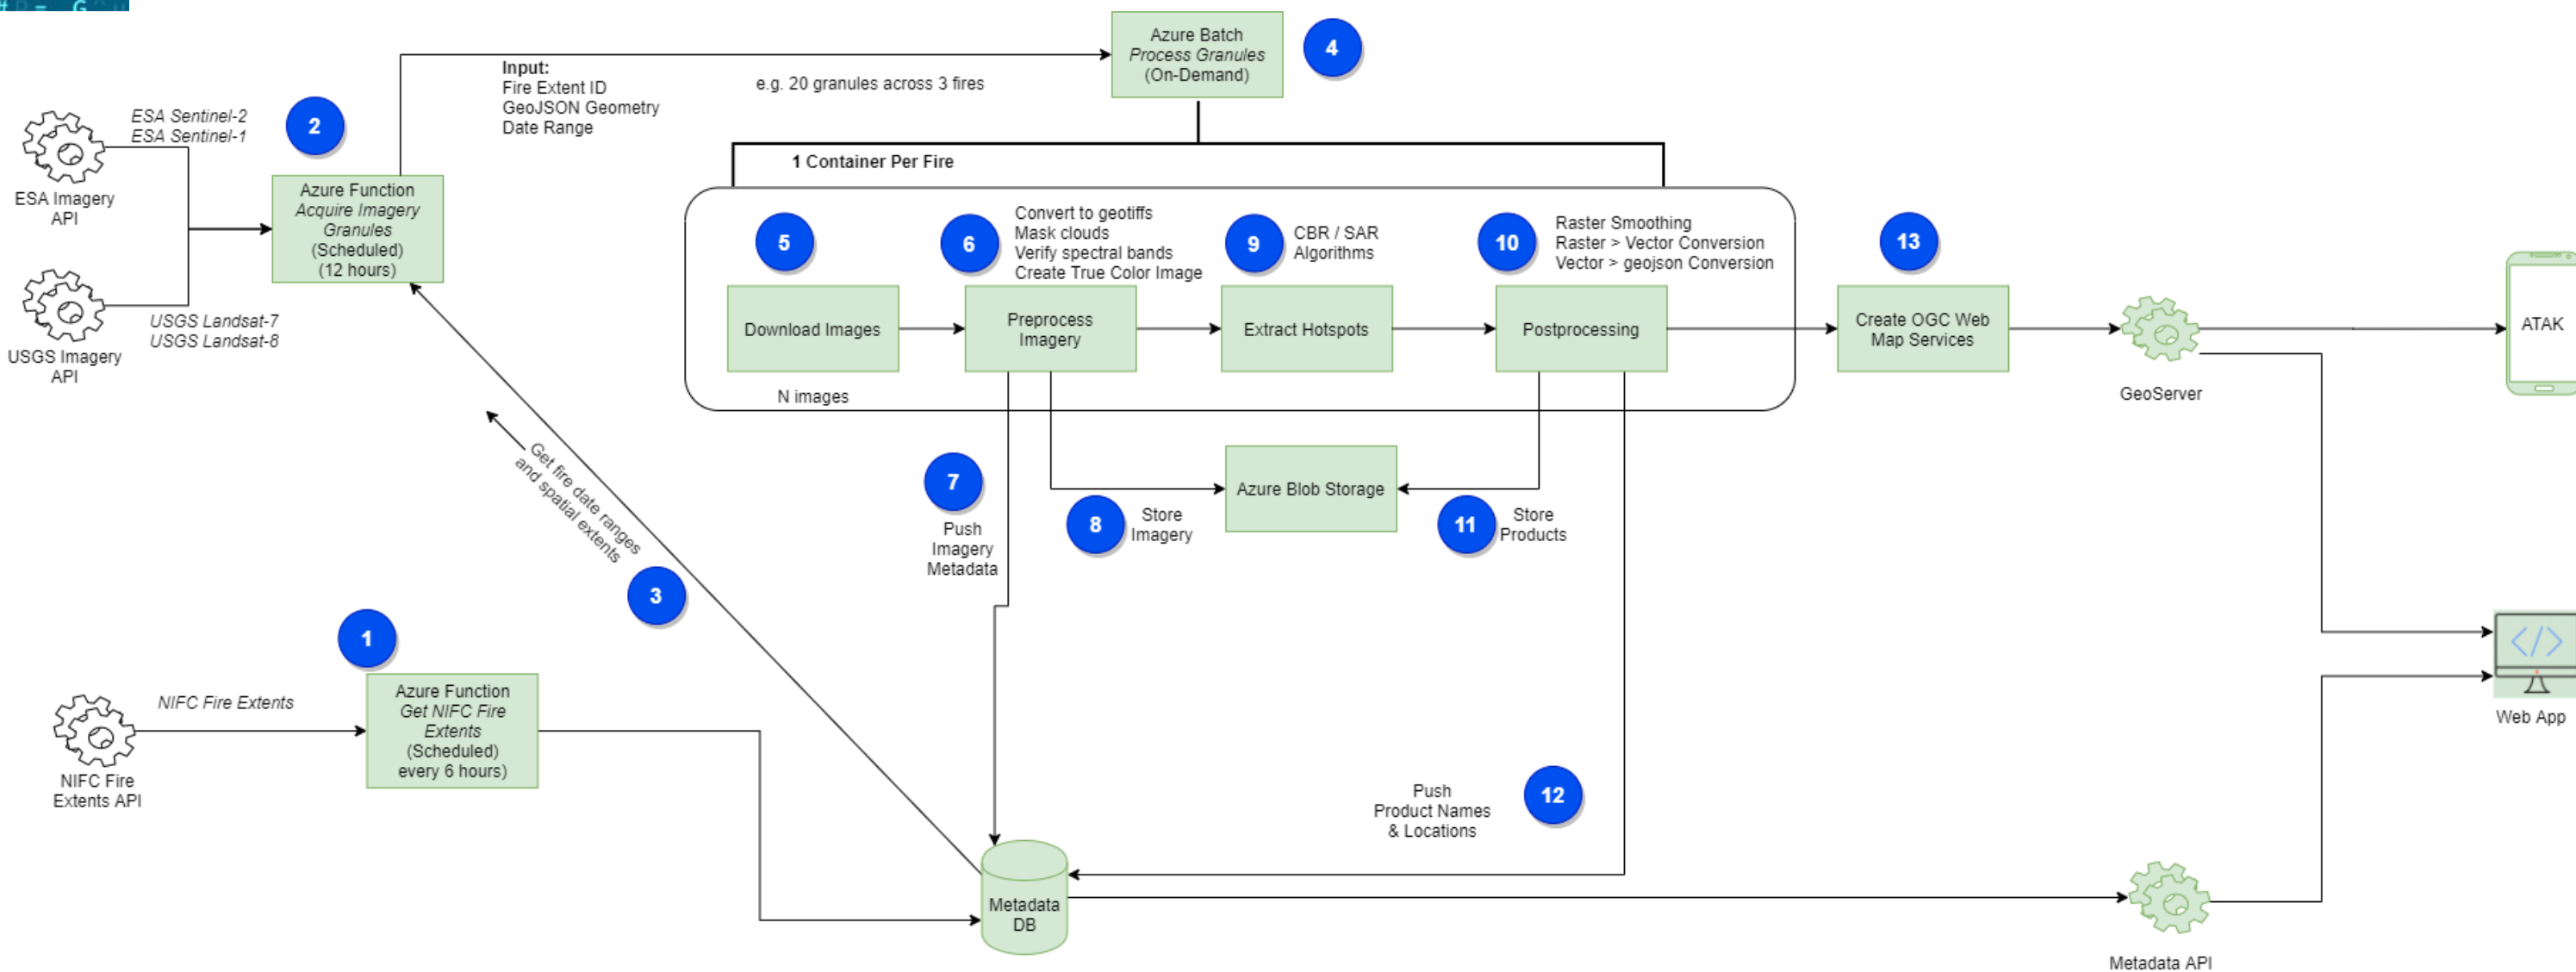 Azure Batch
Process Granules
(On-Demand)
4
Input:
Fire Extent ID
GeoJSON Geometry
Date Range
e.g. 20 granules across 3 fires
ESA Sentinel-2
ESA Sentinel-1
2
ESA Imagery
API
Azure Function
Acquire Imagery
Granules
(Scheduled)
(12 hours)
USGS Landsat-7
USGS Landsat-8
USGS Imagery
API
1 Container Per Fire
5
Download Images
N images
6
Convert to geotiffs
Mask clouds
Verify spectral bands
Create True Color Image
Preprocess
Imagery
9
CBR / SAR
Algorithms
Extract Hotspots
10
Raster Smoothing
Raster > Vector Conversion
Vector > geojson Conversion
Postprocessing
13
Create OGC Web
Map Services
GeoServer
ATAK
Get fire date ranges
and spatial extents
3
7
Push
Imagery
Metadata
8
Store
Imagery
Azure Blob Storage
11
Store
Products
1
NIFC Fire Extents
NIFC Fire
Extents API
Azure Function
Get NIFC Fire
Extents
(Scheduled)
every 6 hours)
</>
Web App
Push
Product Names
& Locations
12
Metadata
DB
Metadata API